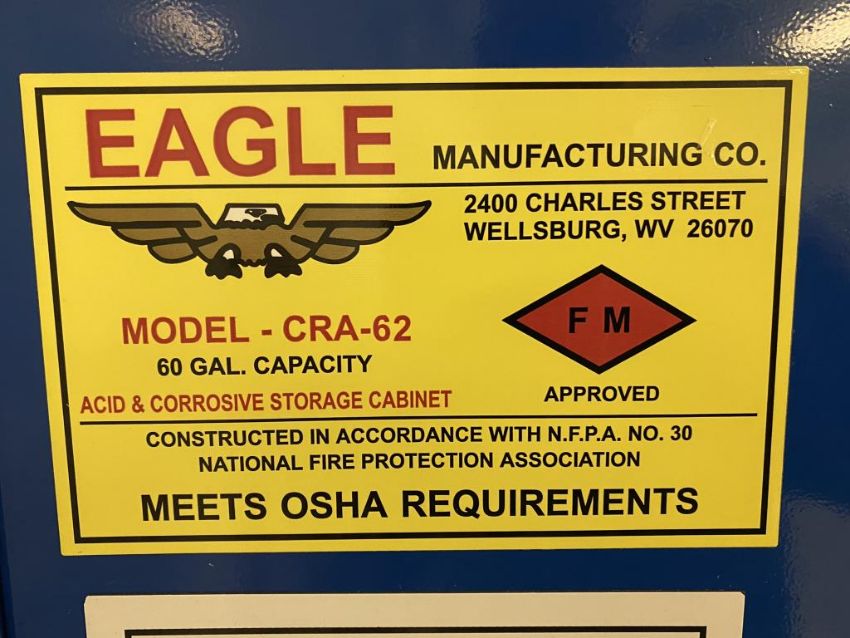 EAGLE MANUFACTURING CO.
2400 CHARLES STREET
WELLSBURG, WV 26070
MODEL - CRA-62
60 GAL. CAPACITY
ACID & CORROSIVE STORAGE CABINET
F M
APPROVED
CONSTRUCTED IN ACCORDANCE WITH N.F.P.A. NO. 30
NATIONAL FIRE PROTECTION ASSOCIATION
MEETS OSHA REQUIREMENTS